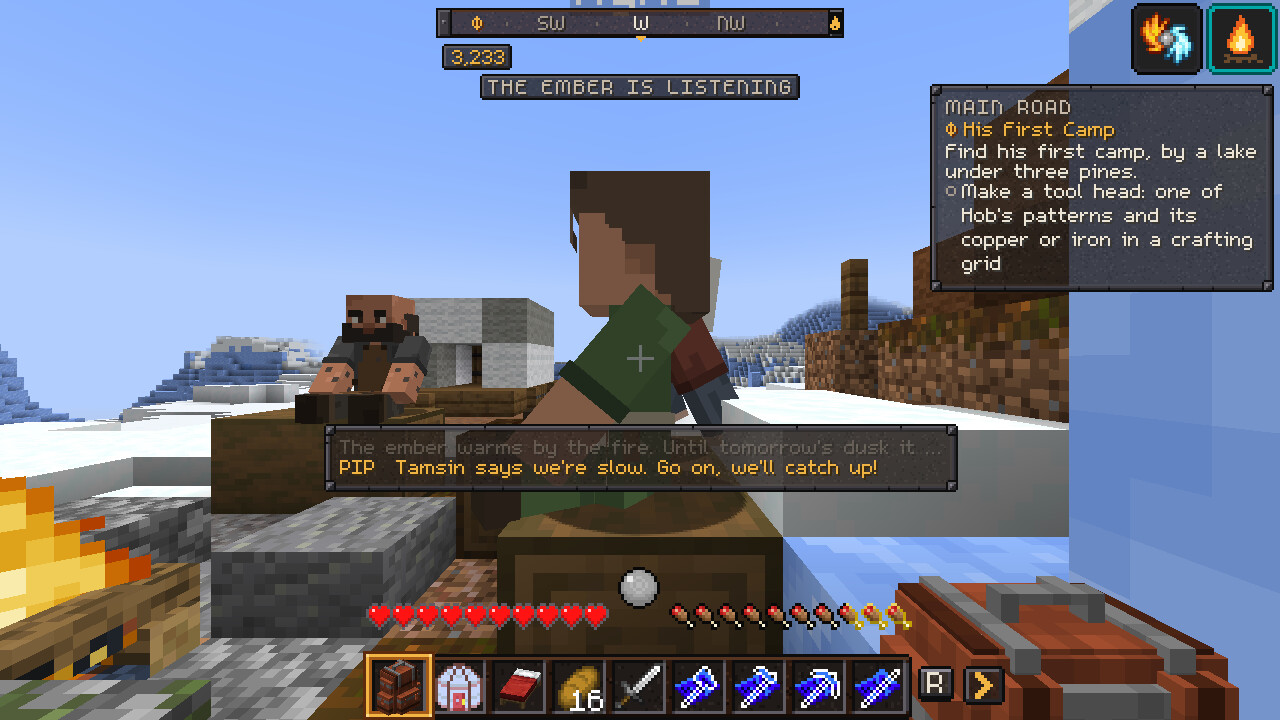 SW
W
NW
3,233
THE EMBER IS LISTENING
MAIN ROAD
His First Camp
Find his first camp, by a lake
under three pines.
Make a tool head: one of
Hob's patterns and its
copper or iron in a crafting
grid
The ember warms by the fire. Until tomorrow's dusk it ...
PIP Tamsin says we're slow. Go on, we'll catch up!
16
R